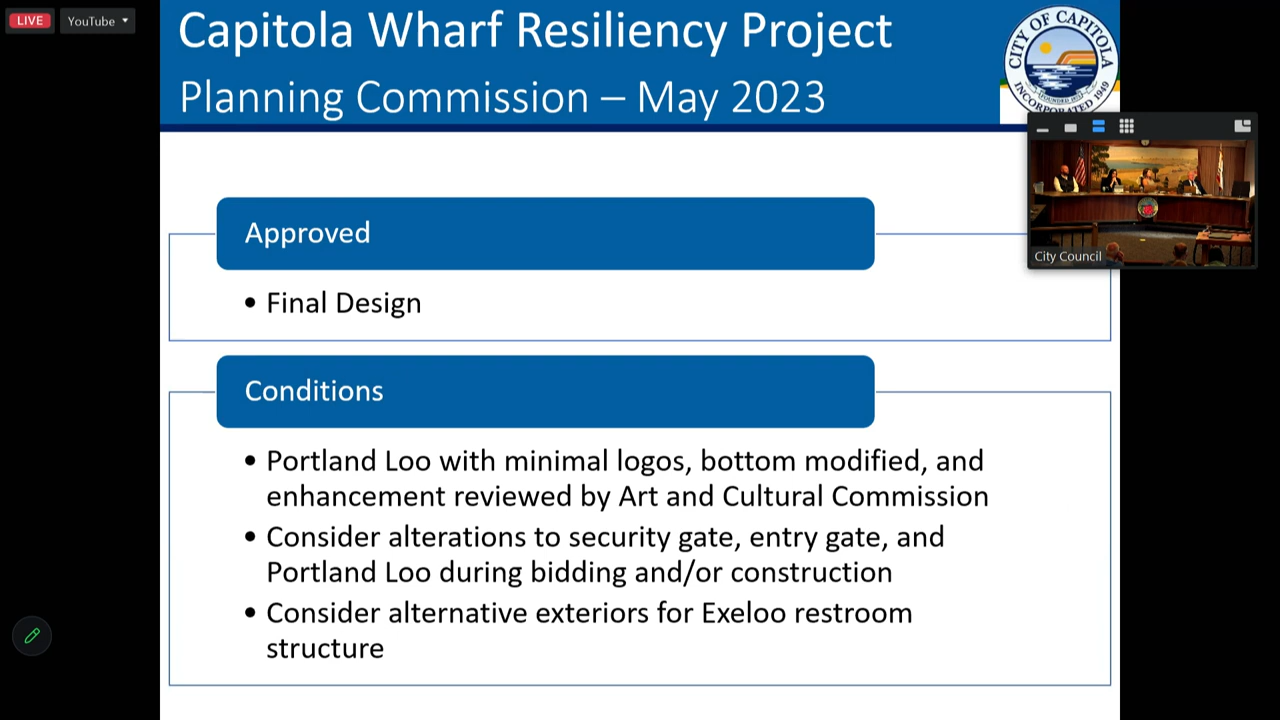 LIVE
YouTube
Capitola Wharf Resiliency Project
Planning Commission – May 2023
CITY OF CAPITOLA
INCORPORATED 1949
City Council
Approved
• Final Design
Conditions
• Portland Loo with minimal logos, bottom modified, and
enhancement reviewed by Art and Cultural Commission
• Consider alterations to security gate, entry gate, and
Portland Loo during bidding and/or construction
• Consider alternative exteriors for Exeloo restroom
structure